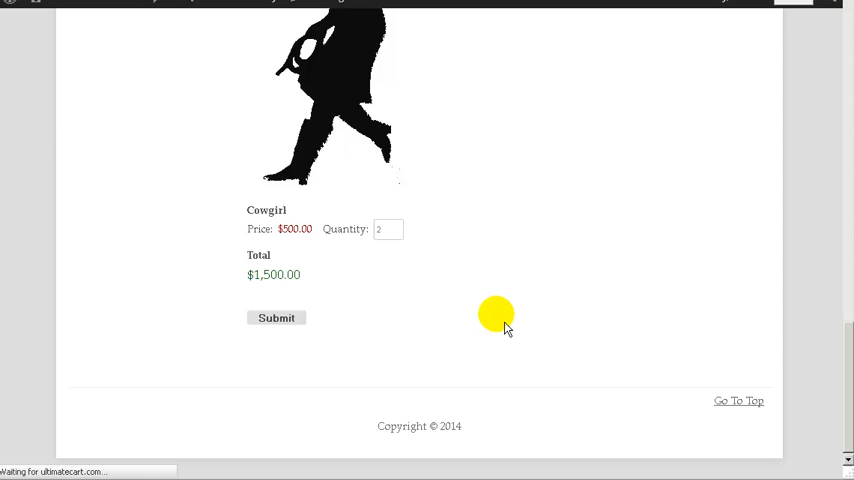 Cowgirl
Price: $500.00 Quantity: 2
Total
$1,500.00
Submit
Go To Top
Copyright © 2014
Waiting for ultimatecart.com...